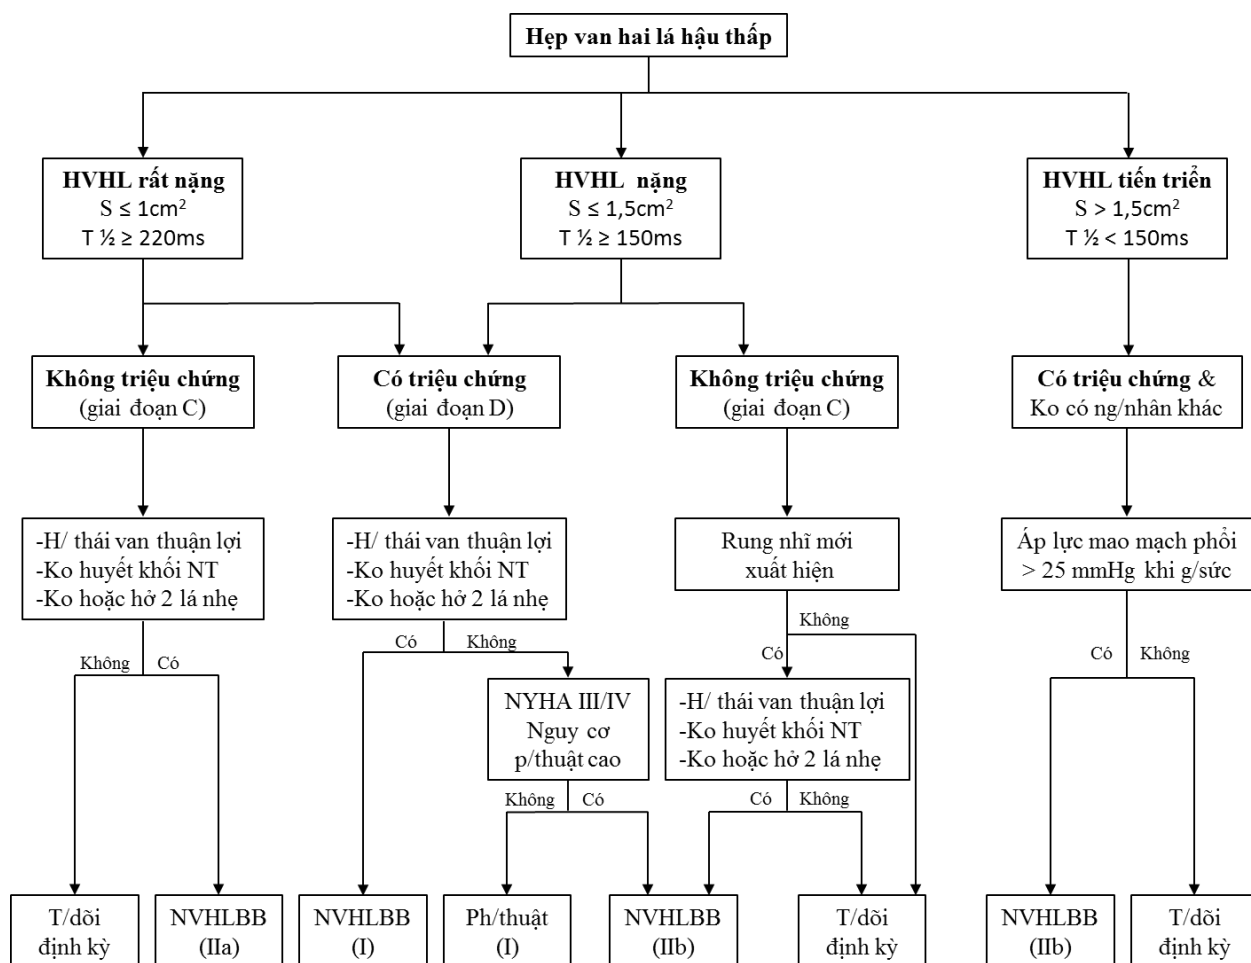 Hẹp van hai lá hậu thấp
HVHL rất nặng
S ≤ 1cm²
T ½ ≥ 220ms
HVHL nặng
S ≤ 1,5cm²
T ½ ≥ 150ms
HVHL tiến triển
S > 1,5cm²
T ½ < 150ms
Không triệu chứng
(giai đoạn C)
Có triệu chứng
(giai đoạn D)
Không triệu chứng
(giai đoạn C)
Có triệu chứng &
Ko có ng/nhân khác
-H/ thái van thuận lợi
-Ko huyết khối NT
-Ko hoặc hở 2 lá nhẹ
-H/ thái van thuận lợi
-Ko huyết khối NT
-Ko hoặc hở 2 lá nhẹ
Rung nhĩ mới
xuất hiện
Áp lực mao mạch phổi
> 25 mmHg khi g/sức
Không Có
Có Không
Không
Có
Có Không
NYHA III/IV
Nguy cơ
p/thuật cao
-H/ thái van thuận lợi
-Ko huyết khối NT
-Ko hoặc hở 2 lá nhẹ
Không Có
Có Không
T/dõi
định kỳ
NVHLBB
(IIa)
NVHLBB
(I)
Ph/thuật
(I)
NVHLBB
(IIb)
T/dõi
định kỳ
NVHLBB
(IIb)
T/dõi
định kỳ